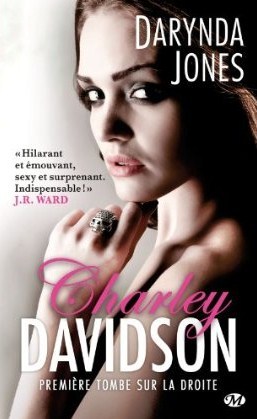 DARYNDA
JONES
« Hilarant
et émouvant,
sexy et surprenant.
Indispensable ! »
J.R. WARD
Charley
DAVIDSON
PREMIÈRE TOMBE SUR LA DROITE
M